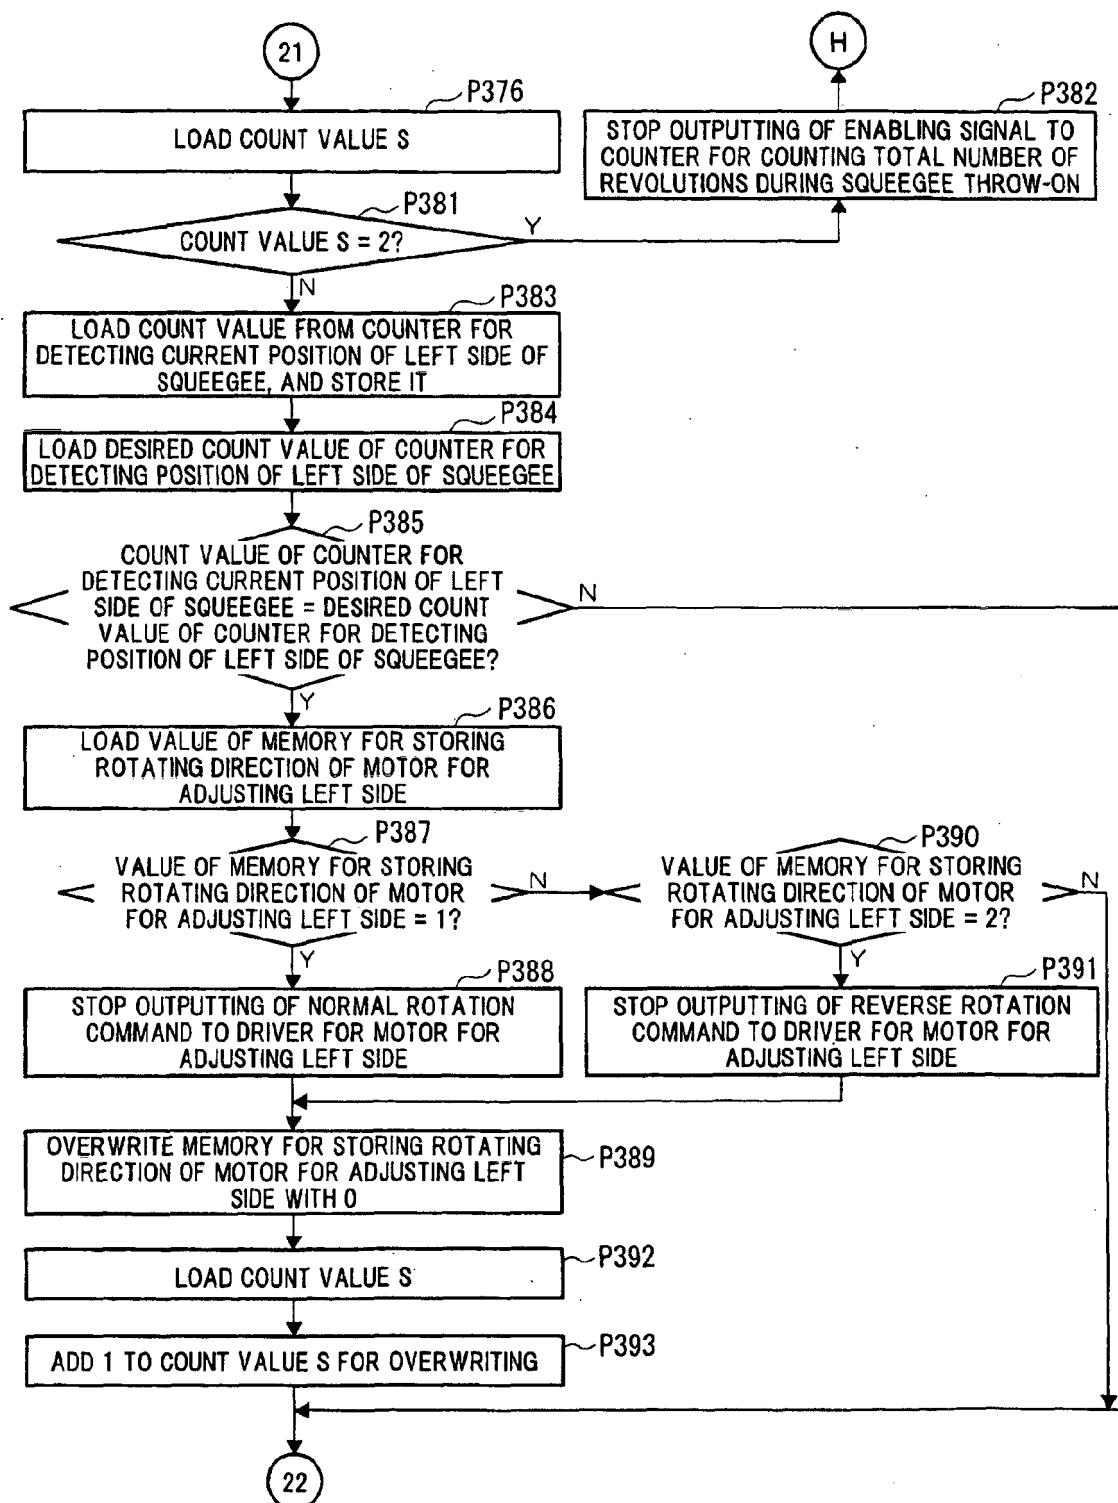 21
P376
LOAD COUNT VALUE S
P381
COUNT VALUE S = 2?
Y
N
H
P382
STOP OUTPUTTING OF ENABLING SIGNAL TO
COUNTER FOR COUNTING TOTAL NUMBER OF
REVOLUTIONS DURING SQUEEGEE THROW-ON
P383
LOAD COUNT VALUE FROM COUNTER FOR
DETECTING CURRENT POSITION OF LEFT SIDE OF
SQUEEGEE, AND STORE IT
P384
LOAD DESIRED COUNT VALUE OF COUNTER FOR
DETECTING POSITION OF LEFT SIDE OF SQUEEGEE
P385
COUNT VALUE OF COUNTER FOR
DETECTING CURRENT POSITION OF LEFT
SIDE OF SQUEEGEE = DESIRED COUNT
VALUE OF COUNTER FOR DETECTING
POSITION OF LEFT SIDE OF SQUEEGEE?
N
Y
P386
LOAD VALUE OF MEMORY FOR STORING
ROTATING DIRECTION OF MOTOR FOR
ADJUSTING LEFT SIDE
P387
VALUE OF MEMORY FOR STORING
ROTATING DIRECTION OF MOTOR
FOR ADJUSTING LEFT SIDE = 1?
N
Y
P390
VALUE OF MEMORY FOR STORING
ROTATING DIRECTION OF MOTOR
FOR ADJUSTING LEFT SIDE = 2?
N
Y
P388
STOP OUTPUTTING OF NORMAL ROTATION
COMMAND TO DRIVER FOR MOTOR FOR
ADJUSTING LEFT SIDE
P391
STOP OUTPUTTING OF REVERSE ROTATION
COMMAND TO DRIVER FOR MOTOR FOR
ADJUSTING LEFT SIDE
OVERWRITE MEMORY FOR STORING ROTATING
DIRECTION OF MOTOR FOR ADJUSTING LEFT
SIDE WITH 0
P389
LOAD COUNT VALUE S
P392
ADD 1 TO COUNT VALUE S FOR OVERWRITING
P393
22